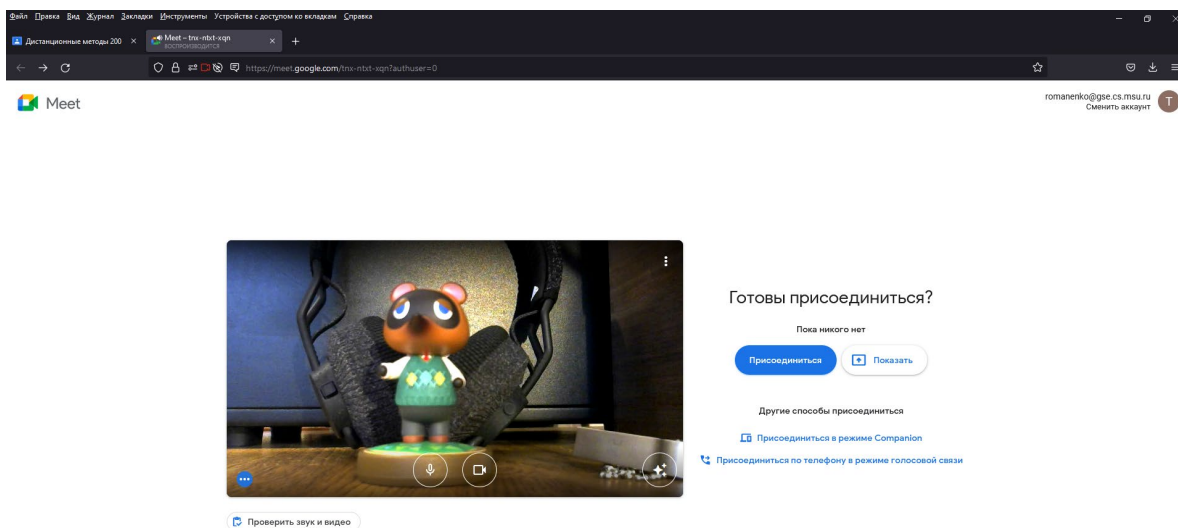 Файл Правка Вид Журнал Закладки Инструменты Устройства с доступом ко вкладкам Справка
Дистанционные методы 200
Meet – tnx-ntxt-xqn
ВОСПРОИЗВОДИТСЯ
https://meet.google.com/tnx-ntxt-xqn?authuser=0
Meet
romanenko@gse.cs.msu.ru
Сменить аккаунт
T
Готовы присоединиться?
Пока никого нет
Присоединиться
Показать
Другие способы присоединиться
Присоединиться в режиме Companion
Присоединиться по телефону в режиме голосовой связи
Проверить звук и видео